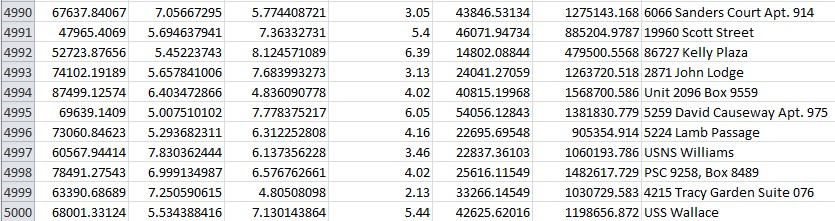 4990 67637.84067 7.05667295 5.774408721 3.05 43846.53134 1275143.168 6066 Sanders Court Apt. 914
4991 47965.4069 5.694637941 7.36332731 5.4 46071.94734 885204.9787 19960 Scott Street
4992 52723.87656 5.45223743 8.124571089 6.39 14802.08844 479500.5568 86727 Kelly Plaza
4993 74102.19189 5.657841006 7.683993273 3.13 24041.27059 1263720.518 2871 John Lodge
4994 87499.12574 6.403472866 4.836090778 4.02 40815.19968 1568700.586 Unit 2096 Box 9559
4995 69639.1409 5.007510102 7.778375217 6.05 54056.12843 1381830.779 5259 David Causeway Apt. 975
4996 73060.84623 5.293682311 6.312252808 4.16 22695.69548 905354.914 5224 Lamb Passage
4997 60567.94414 7.830362444 6.137356228 3.46 22837.36103 1060193.786 USNS Williams
4998 78491.27543 6.999134987 6.576762661 4.02 25616.11549 1482617.729 PSC 9258, Box 8489
4999 63390.68689 7.250590615 4.80508098 2.13 33266.14549 1030729.583 4215 Tracy Garden Suite 076
5000 68001.33124 5.534388416 7.130143864 5.44 42625.62016 1198656.872 USS Wallace